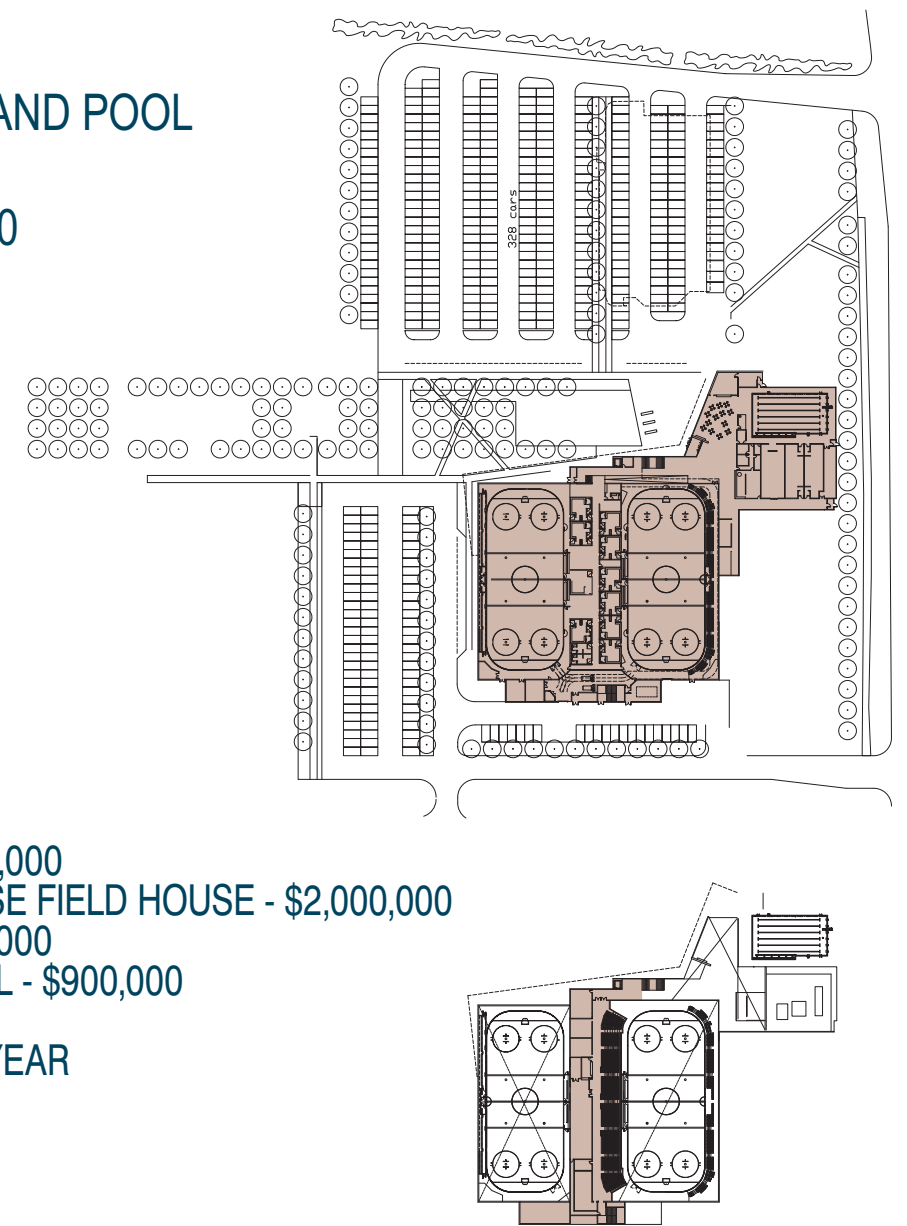 AND POOL
0
328 cars
,000
SE FIELD HOUSE - $2,000,000
000
L - $900,000
YEAR